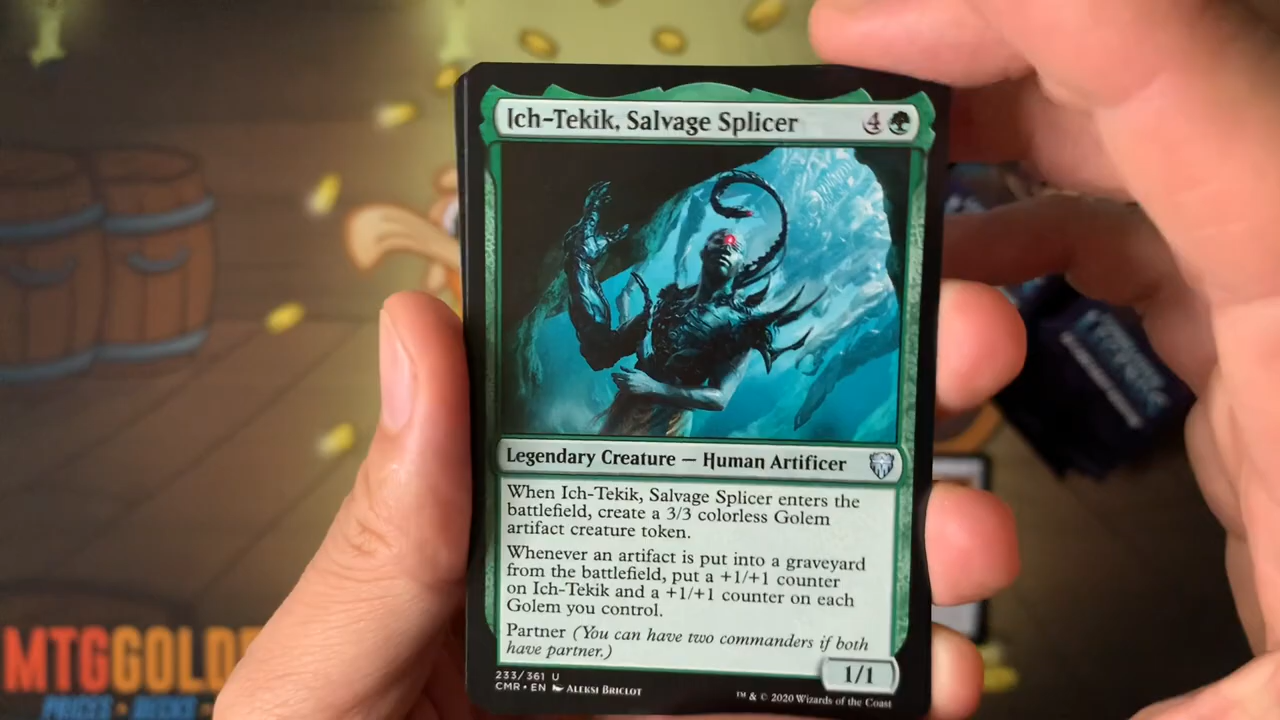 Ich-Tekik, Salvage Splicer 4
Legendary Creature — Human Artificer
When Ich-Tekik, Salvage Splicer enters the
battlefield, create a 3/3 colorless Golem
artifact creature token.
Whenever an artifact is put into a graveyard
from the battlefield, put a +1/+1 counter
on Ich-Tekik and a +1/+1 counter on each
Golem you control.
Partner (You can have two commanders if both
have partner.)
1/1
233/361 U
CMR • EN ALEKSI BRICLOT
™ & © 2020 Wizards of the Coast
MTGGOLD
PRICES • DECKS •